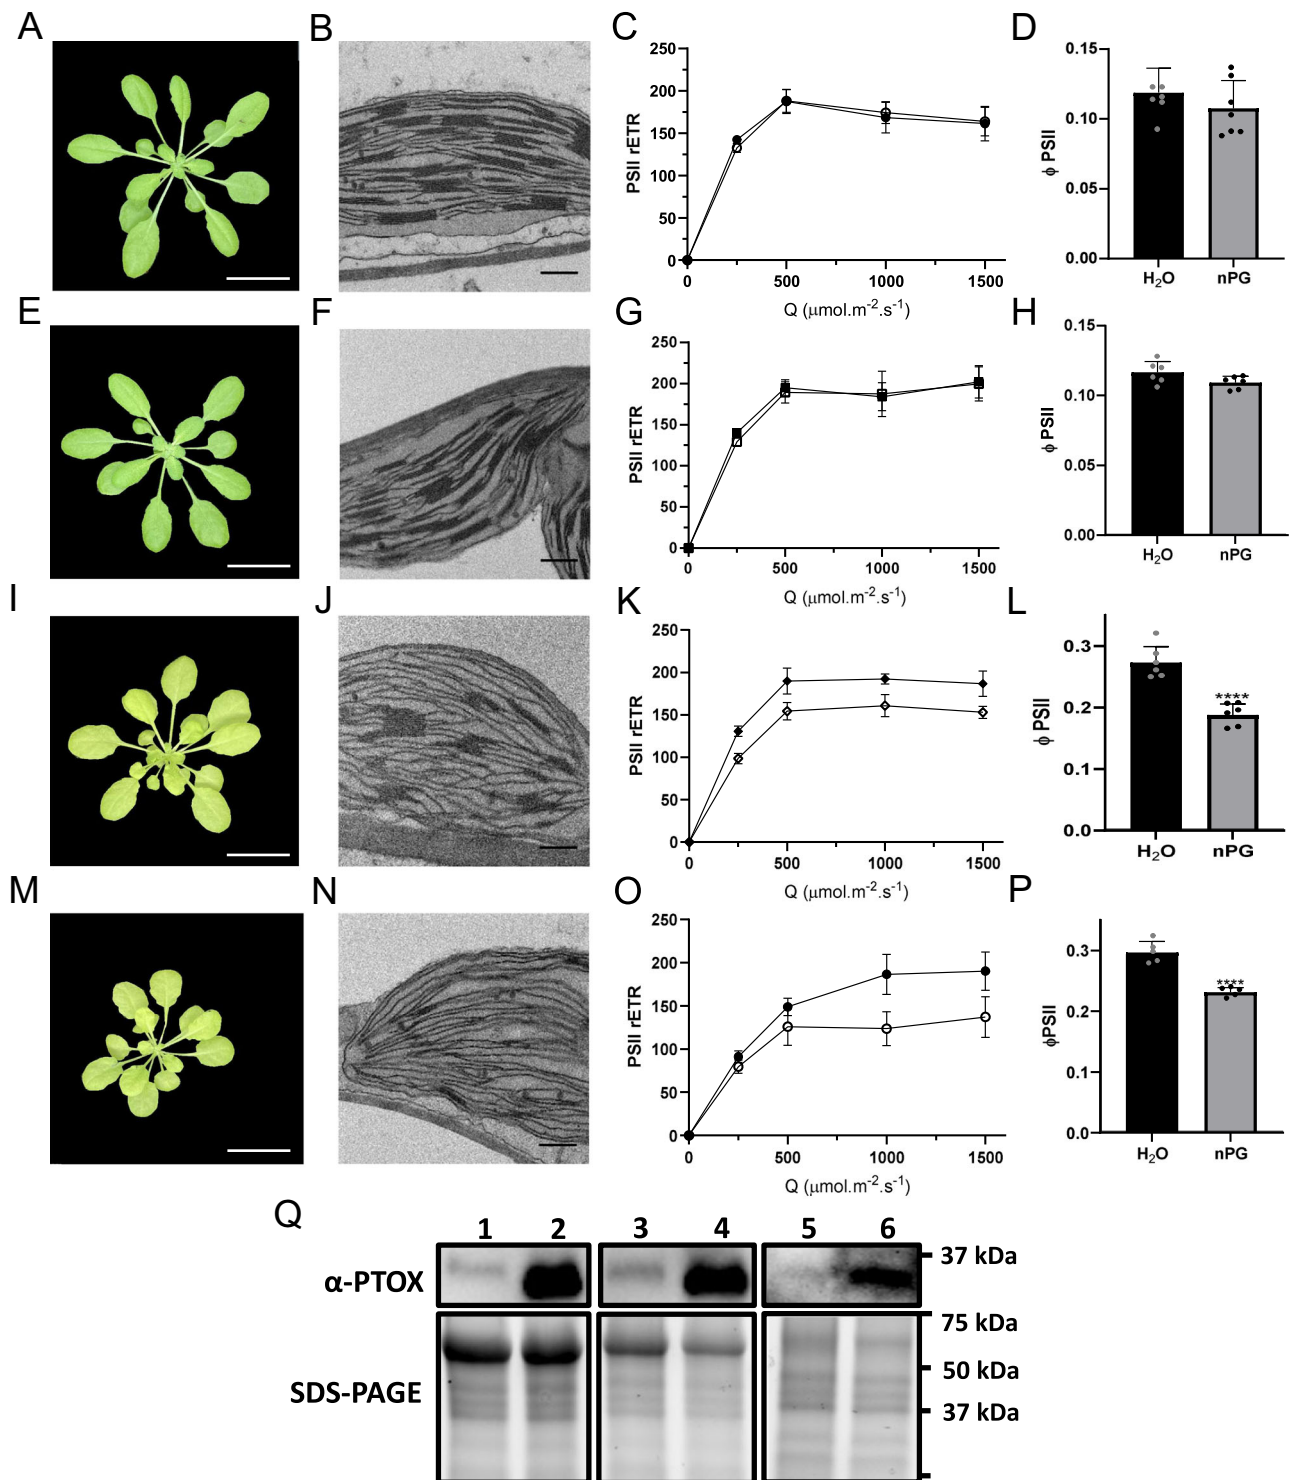 A
B
C
D
250
200
150
100
50
0
PSII rETR
0
500
1000
1500
Q (μmol.m⁻².s⁻¹)
0.15
0.10
0.05
0.00
ϕ PSII
H₂O
nPG
E
F
G
H
250
200
150
100
50
0
PSII rETR
0
500
1000
1500
Q (μmol.m⁻².s⁻¹)
0.15
0.10
0.05
0.00
ϕ PSII
H₂O
nPG
I
J
K
L
250
200
150
100
50
0
PSII rETR
0
500
1000
1500
Q (μmol.m⁻².s⁻¹)
0.3
0.2
0.1
0.0
ϕ PSII
****
H₂O
nPG
M
N
O
P
250
200
150
100
50
0
PSII rETR
0
500
1000
1500
Q (μmol.m⁻².s⁻¹)
0.3
0.2
0.1
0.0
ϕPSII
****
H₂O
nPG
Q
1 2 3 4 5 6
α-PTOX
37 kDa
75 kDa
50 kDa
SDS-PAGE
37 kDa